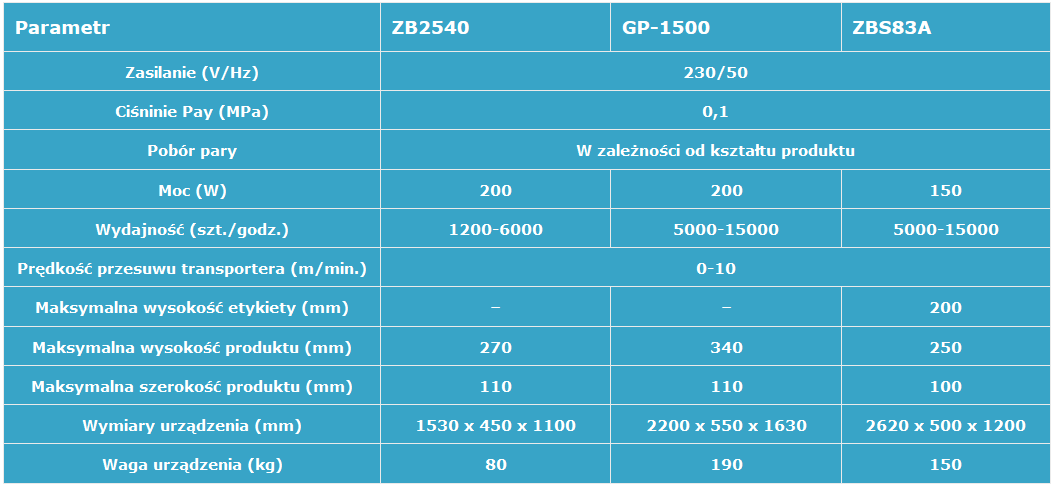 Parametr ZB2540 GP-1500 ZBS83A
Zasilanie (V/Hz) 230/50
Ciśninie Pay (MPa) 0,1
Pobór pary W zależności od kształtu produktu
Moc (W) 200 200 150
Wydajność (szt./godz.) 1200-6000 5000-15000 5000-15000
Prędkość przesuwu transportera (m/min.) 0-10
Maksymalna wysokość etykiety (mm) – – 200
Maksymalna wysokość produktu (mm) 270 340 250
Maksymalna szerokość produktu (mm) 110 110 100
Wymiary urządzenia (mm) 1530 x 450 x 1100 2200 x 550 x 1630 2620 x 500 x 1200
Waga urządzenia (kg) 80 190 150